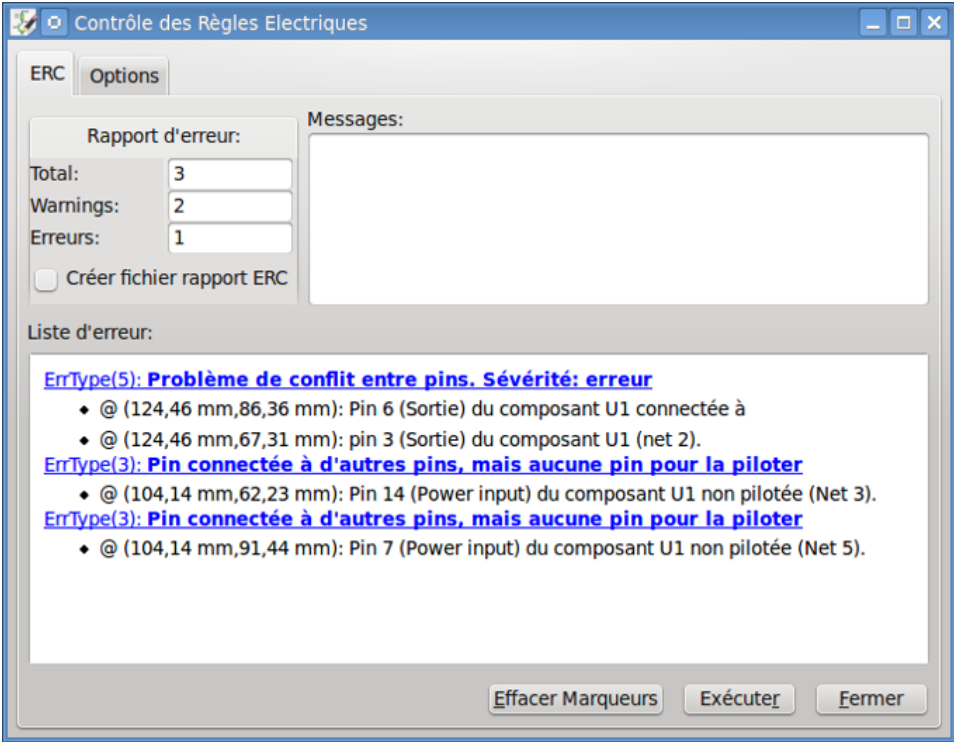 Contrôle des Règles Electriques
ERC
Options
Rapport d'erreur:
Total:
3
Warnings:
2
Erreurs:
1
Créer fichier rapport ERC
Messages:
Liste d'erreur:
ErrType(5): Problème de conflit entre pins. Sévérité: erreur
@ (124,46 mm,86,36 mm): Pin 6 (Sortie) du composant U1 connectée à
@ (124,46 mm,67,31 mm): pin 3 (Sortie) du composant U1 (net 2).
ErrType(3): Pin connectée à d'autres pins, mais aucune pin pour la piloter
@ (104,14 mm,62,23 mm): Pin 14 (Power input) du composant U1 non pilotée (Net 3).
ErrType(3): Pin connectée à d'autres pins, mais aucune pin pour la piloter
@ (104,14 mm,91,44 mm): Pin 7 (Power input) du composant U1 non pilotée (Net 5).
Effacer Marqueurs
Exécuter
Fermer